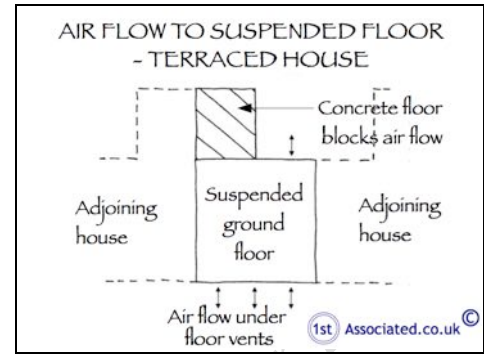 AIR FLOW TO SUSPENDED FLOOR
- TERRACED HOUSE
Concrete floor
blocks air flow
Adjoining
house
Suspended
ground
floor
Adjoining
house
Air flow under
floor vents
1st Associated.co.uk ©